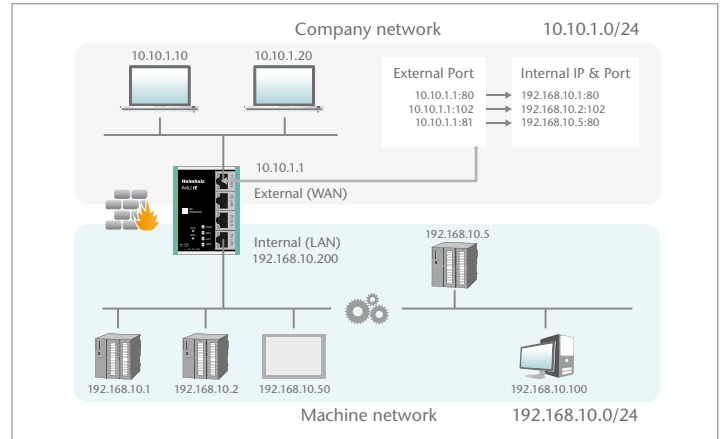 Company network 10.10.1.0/24
10.10.1.10
10.10.1.20
External Port Internal IP & Port
10.10.1.1:80 192.168.10.1:80
10.10.1.1:102 192.168.10.2:102
10.10.1.1:81 192.168.10.5:80
10.10.1.1
Helmholz
WALL IE
External (WAN)
Internal (LAN)
192.168.10.200
192.168.10.5
192.168.10.1
192.168.10.2
192.168.10.50
192.168.10.100
Machine network 192.168.10.0/24